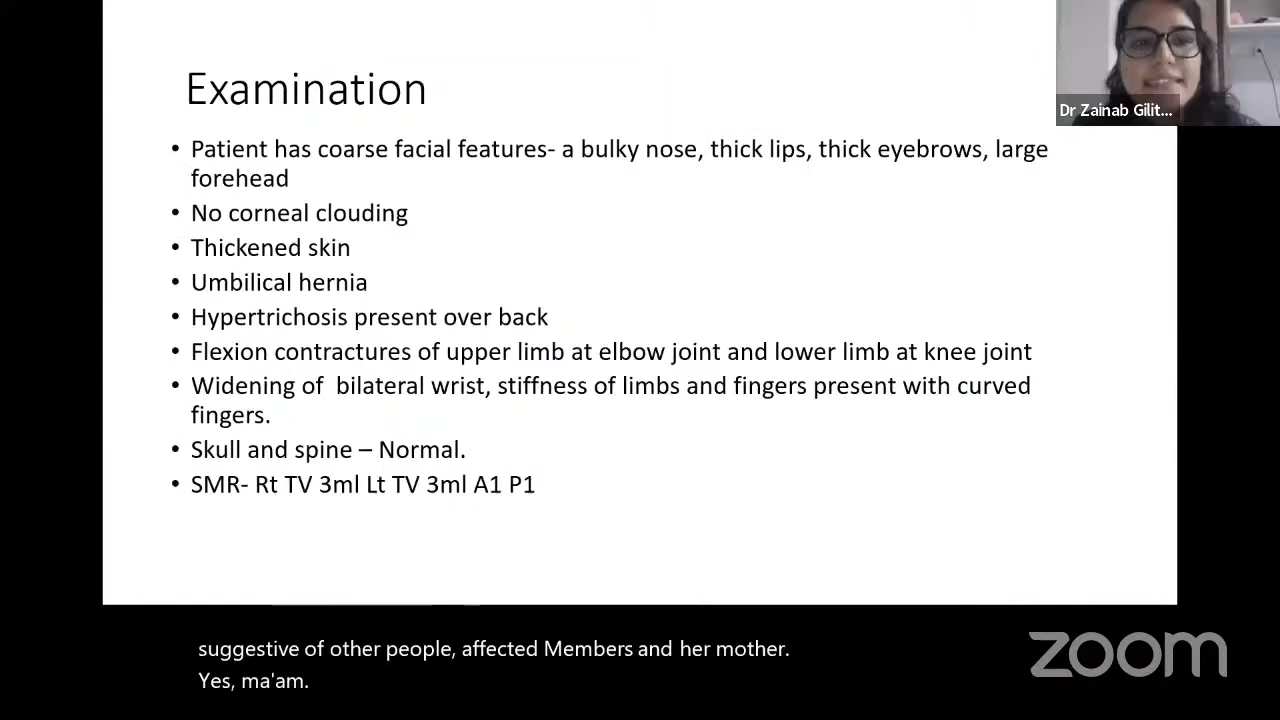 Examination
Dr Zainab Gilit...
• Patient has coarse facial features- a bulky nose, thick lips, thick eyebrows, large
forehead
• No corneal clouding
• Thickened skin
• Umbilical hernia
• Hypertrichosis present over back
• Flexion contractures of upper limb at elbow joint and lower limb at knee joint
• Widening of  bilateral wrist, stiffness of limbs and fingers present with curved
fingers.
• Skull and spine – Normal.
• SMR- Rt TV 3ml Lt TV 3ml A1 P1
suggestive of other people, affected Members and her mother.
Yes, ma'am.
zoom